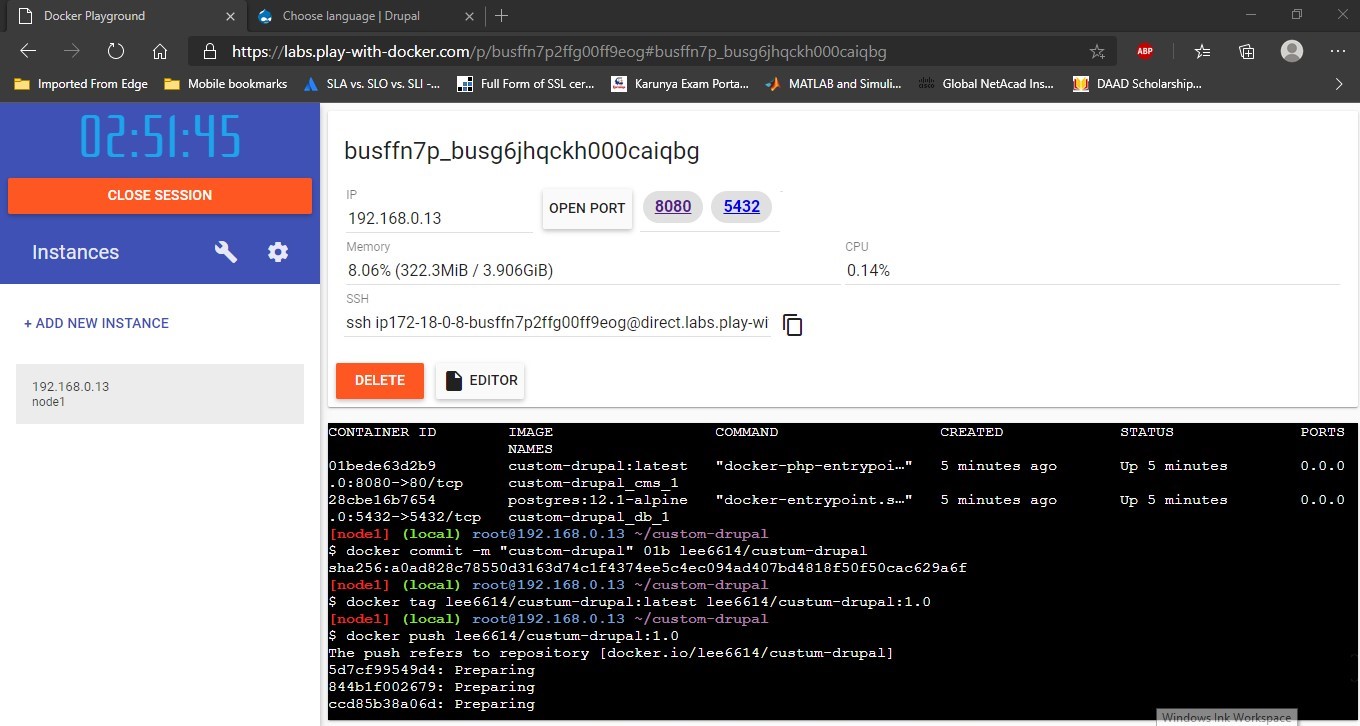 Docker Playground
Choose language | Drupal
https://labs.play-with-docker.com/p/busffn7p2ffg00ff9eog#busffn7p_busg6jhqckh000caiqbg
ABP
Imported From Edge
Mobile bookmarks
SLA vs. SLO vs. SLI -...
Full Form of SSL cer...
Karunya Exam Porta...
MATLAB and Simuli...
Global NetAcad Ins...
DAAD Scholarship...
02:51:45
CLOSE SESSION
Instances
+ ADD NEW INSTANCE
192.168.0.13
node1
busffn7p_busg6jhqckh000caiqbg
IP
192.168.0.13
OPEN PORT
8080
5432
Memory
8.06% (322.3MiB / 3.906GiB)
CPU
0.14%
SSH
ssh ip172-18-0-8-busffn7p2ffg00ff9eog@direct.labs.play-wi
DELETE
EDITOR
CONTAINER ID IMAGE COMMAND CREATED STATUS PORTS
NAMES
01bede63d2b9 custom-drupal:latest "docker-php-entrypoi…" 5 minutes ago Up 5 minutes 0.0.0
.0:8080->80/tcp custom-drupal_cms_1
28cbe16b7654 postgres:12.1-alpine "docker-entrypoint.s…" 5 minutes ago Up 5 minutes 0.0.0
.0:5432->5432/tcp custom-drupal_db_1
[node1] (local) root@192.168.0.13 ~/custom-drupal
$ docker commit -m "custom-drupal" 01b lee6614/custum-drupal
sha256:a0ad828c78550d3163d74c1f4374ee5c4ec094ad407bd4818f50f50cac629a6f
[node1] (local) root@192.168.0.13 ~/custom-drupal
$ docker tag lee6614/custum-drupal:latest lee6614/custum-drupal:1.0
[node1] (local) root@192.168.0.13 ~/custom-drupal
$ docker push lee6614/custum-drupal:1.0
The push refers to repository [docker.io/lee6614/custum-drupal]
5d7cf99549d4: Preparing
844b1f002679: Preparing
ccd85b38a06d: Preparing
Windows Ink Workspace